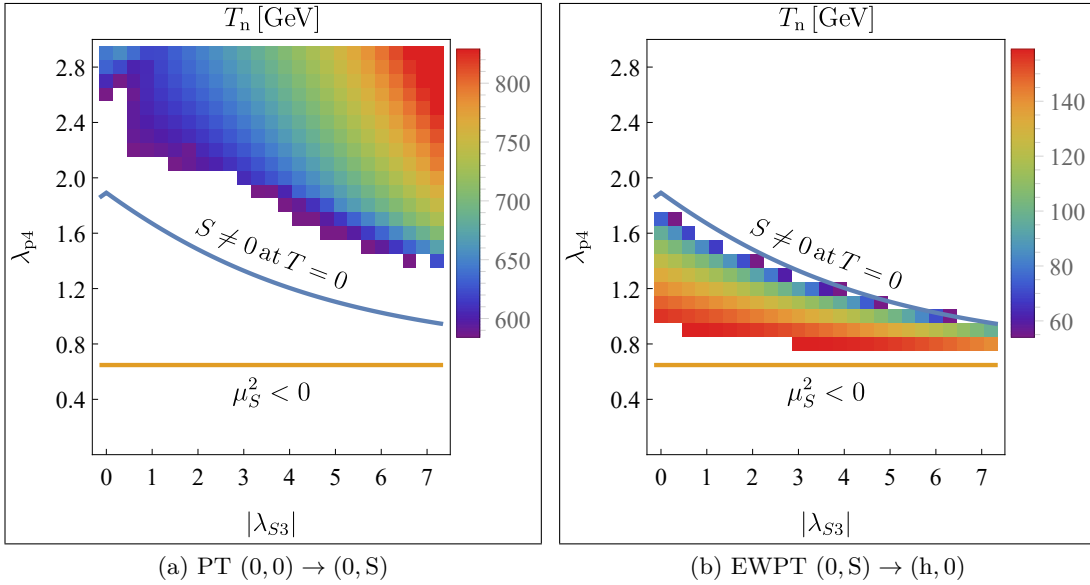 T_n [GeV]
2.8
2.4
2.0
1.6
1.2
0.8
0.4
λ_p4
S ≠ 0 at T = 0
μ_S^2 < 0
0 1 2 3 4 5 6 7
|λ_S3|
800
750
700
650
600
(a) PT (0, 0) → (0, S)
T_n [GeV]
2.8
2.4
2.0
1.6
1.2
0.8
0.4
λ_p4
S ≠ 0 at T = 0
μ_S^2 < 0
0 1 2 3 4 5 6 7
|λ_S3|
140
120
100
80
60
(b) EWPT (0, S) → (h, 0)